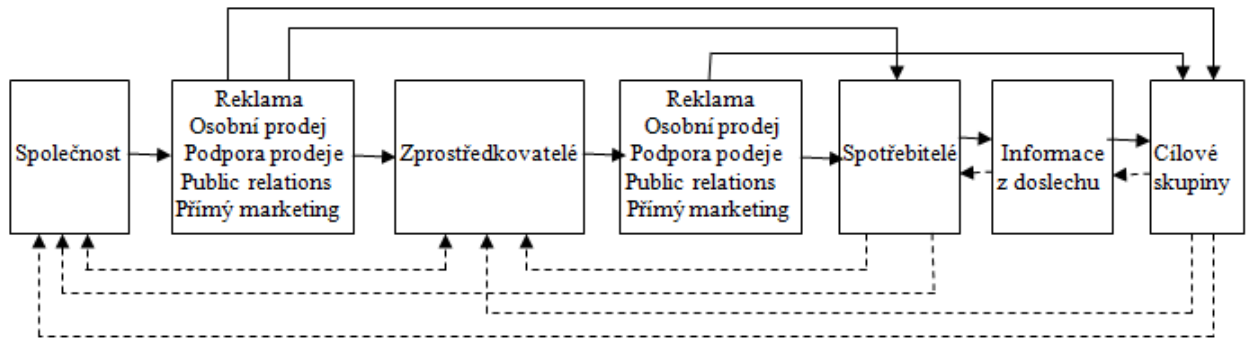 Společnost
Reklama
Osobní prodej
Podpora prodeje
Public relations
Přímý marketing
Zprostředkovatelé
Reklama
Osobní prodej
Podpora podeje
Public relations
Přímý marketing
Spotřebitelé
Informace
z doslechu
Cílové
skupiny